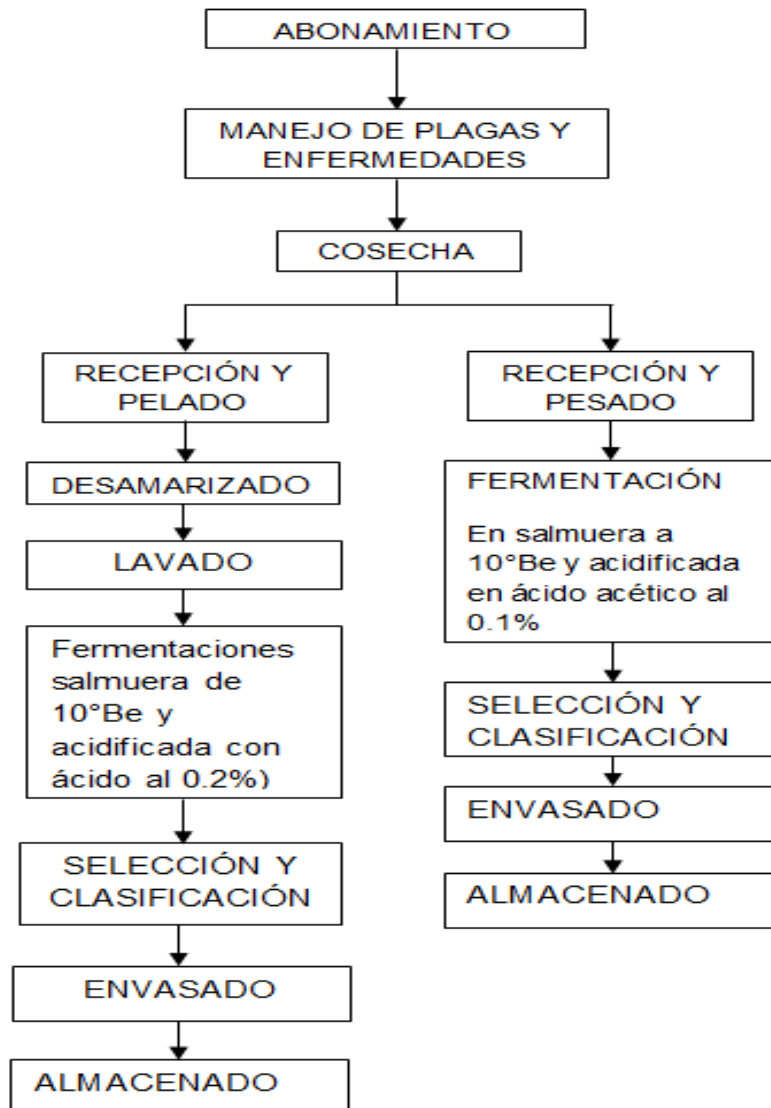 ABONAMIENTO
MANEJO DE PLAGAS Y
ENFERMEDADES
COSECHA
RECEPCIÓN Y
PELADO
DESAMARIZADO
LAVADO
Fermentaciones
salmuera de
10°Be y
acidificada con
ácido al 0.2%)
SELECCIÓN Y
CLASIFICACIÓN
ENVASADO
ALMACENADO
RECEPCIÓN Y
PESADO
FERMENTACIÓN
En salmuera a
10°Be y acidificada
en ácido acético al
0.1%
SELECCIÓN Y
CLASIFICACIÓN
ENVASADO
ALMACENADO